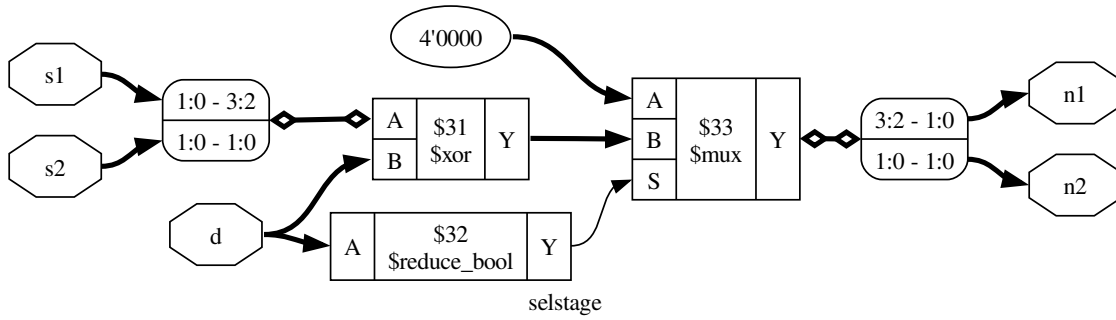 s1
s2
1:0 - 3:2
1:0 - 1:0
d
4'0000
A
B
$31
$xor
Y
A
$32
$reduce_bool
Y
A
B
S
$33
$mux
Y
3:2 - 1:0
1:0 - 1:0
n1
n2
selstage